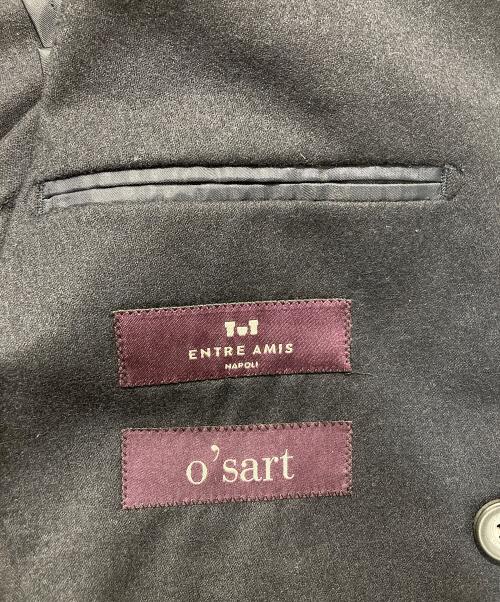 ENTRE AMIS
NAPOLI
o'sart